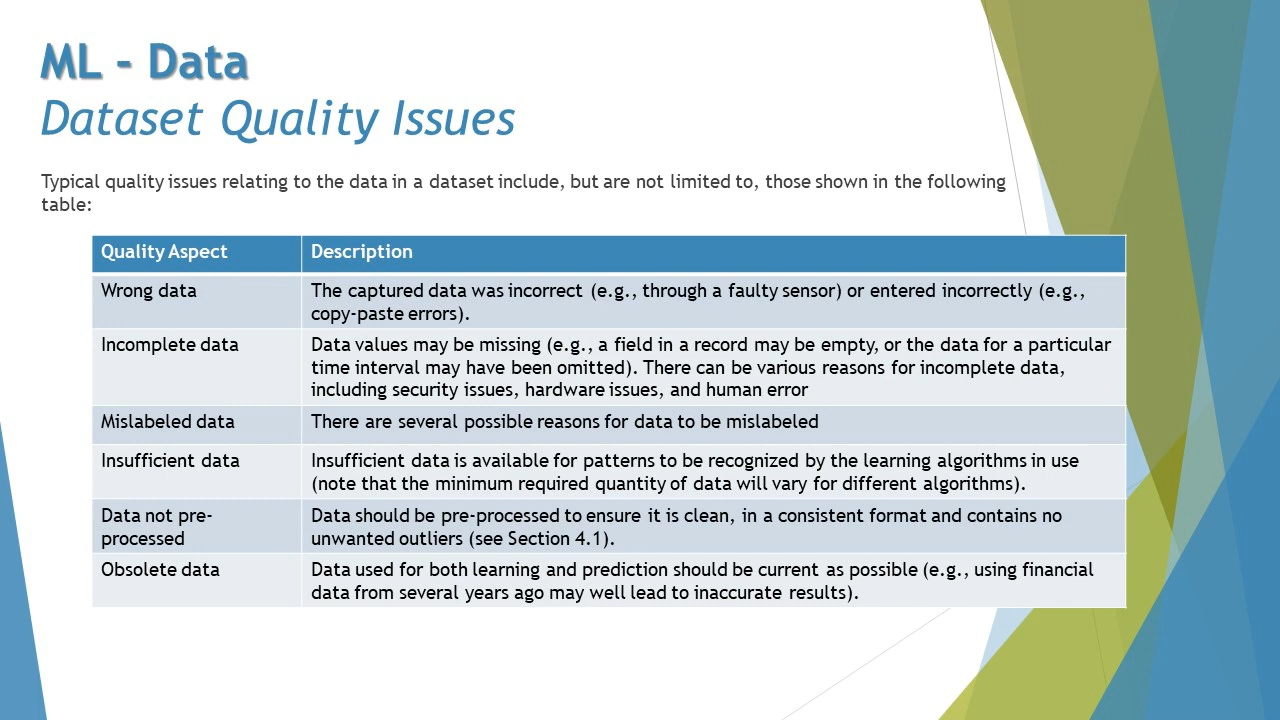 ML - Data
Dataset Quality Issues
Typical quality issues relating to the data in a dataset include, but are not limited to, those shown in the following
table:
Quality Aspect
Description
Wrong data
The captured data was incorrect (e.g., through a faulty sensor) or entered incorrectly (e.g.,
copy-paste errors).
Incomplete data
Data values may be missing (e.g., a field in a record may be empty, or the data for a particular
time interval may have been omitted). There can be various reasons for incomplete data,
including security issues, hardware issues, and human error
Mislabeled data
There are several possible reasons for data to be mislabeled
Insufficient data
Insufficient data is available for patterns to be recognized by the learning algorithms in use
(note that the minimum required quantity of data will vary for different algorithms).
Data not pre-
processed
Data should be pre-processed to ensure it is clean, in a consistent format and contains no
unwanted outliers (see Section 4.1).
Obsolete data
Data used for both learning and prediction should be current as possible (e.g., using financial
data from several years ago may well lead to inaccurate results).